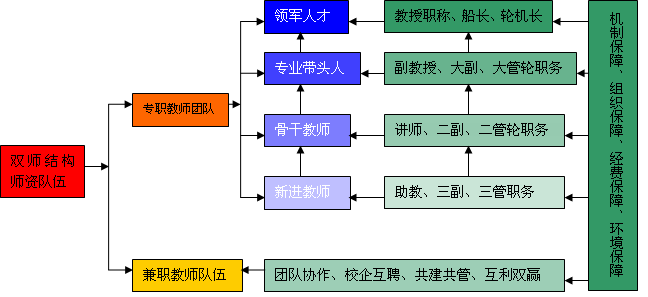 双师结构
师资队伍
专职教师团队
兼职教师队伍
领军人才
专业带头人
骨干教师
新进教师
教授职称、船长、轮机长
副教授、大副、大管轮职务
讲师、二副、二管轮职务
助教、三副、三管职务
团队协作、校企互聘、共建共管、互利双赢
机制保障、组织保障、经费保障、环境保障